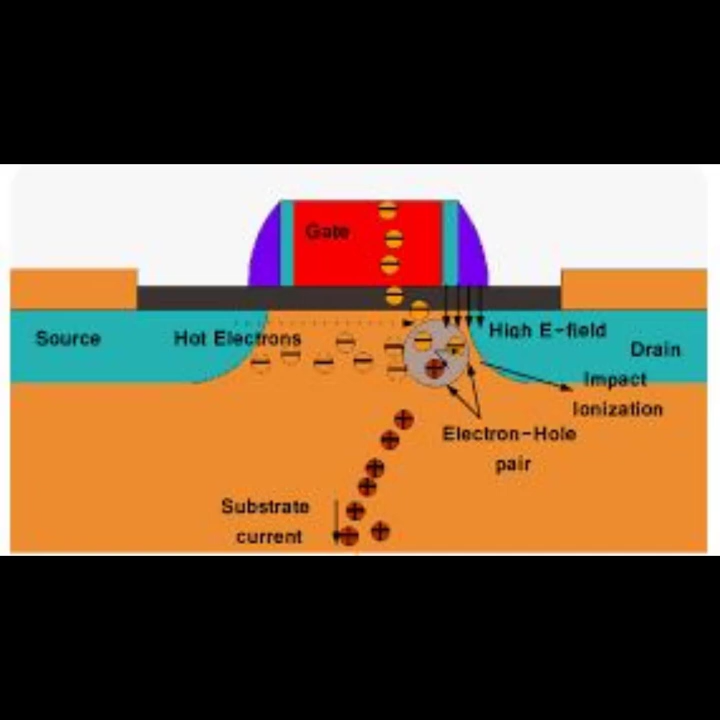 Gate
Source
Hot Electrons
High E-field
Drain
Impact
Ionization
Electron-Hole
pair
Substrate
current